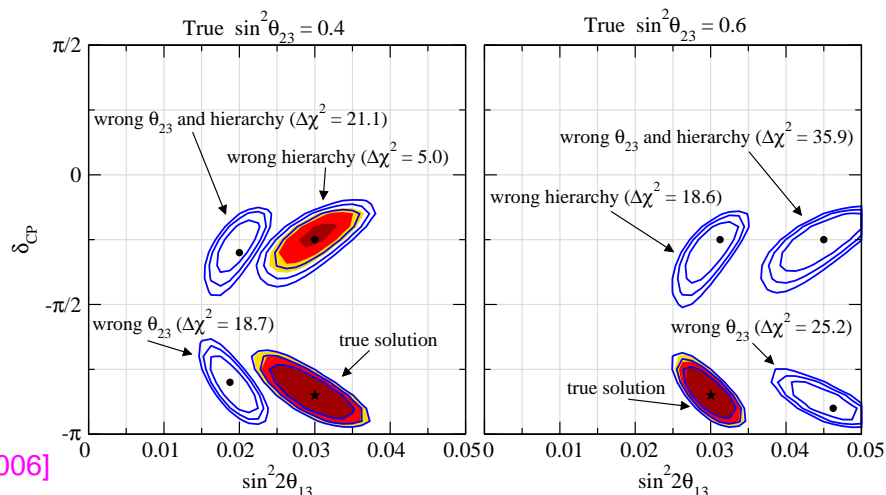 True sin²θ₂₃ = 0.4
True sin²θ₂₃ = 0.6
π/2
0
-π/2
-π
δCP
wrong θ₂₃ and hierarchy (Δχ² = 21.1)
wrong hierarchy (Δχ² = 5.0)
wrong θ₂₃ (Δχ² = 18.7)
true solution
wrong θ₂₃ and hierarchy (Δχ² = 35.9)
wrong hierarchy (Δχ² = 18.6)
wrong θ₂₃ (Δχ² = 25.2)
true solution
0 0.01 0.02 0.03 0.04 0.05
0 0.01 0.02 0.03 0.04 0.05
sin²2θ₁₃
sin²2θ₁₃
006]